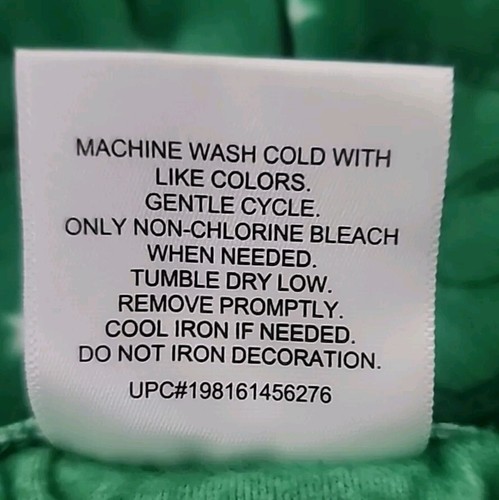 MACHINE WASH COLD WITH
LIKE COLORS.
GENTLE CYCLE.
ONLY NON-CHLORINE BLEACH
WHEN NEEDED.
TUMBLE DRY LOW.
REMOVE PROMPTLY.
COOL IRON IF NEEDED.
DO NOT IRON DECORATION.
UPC#198161456276